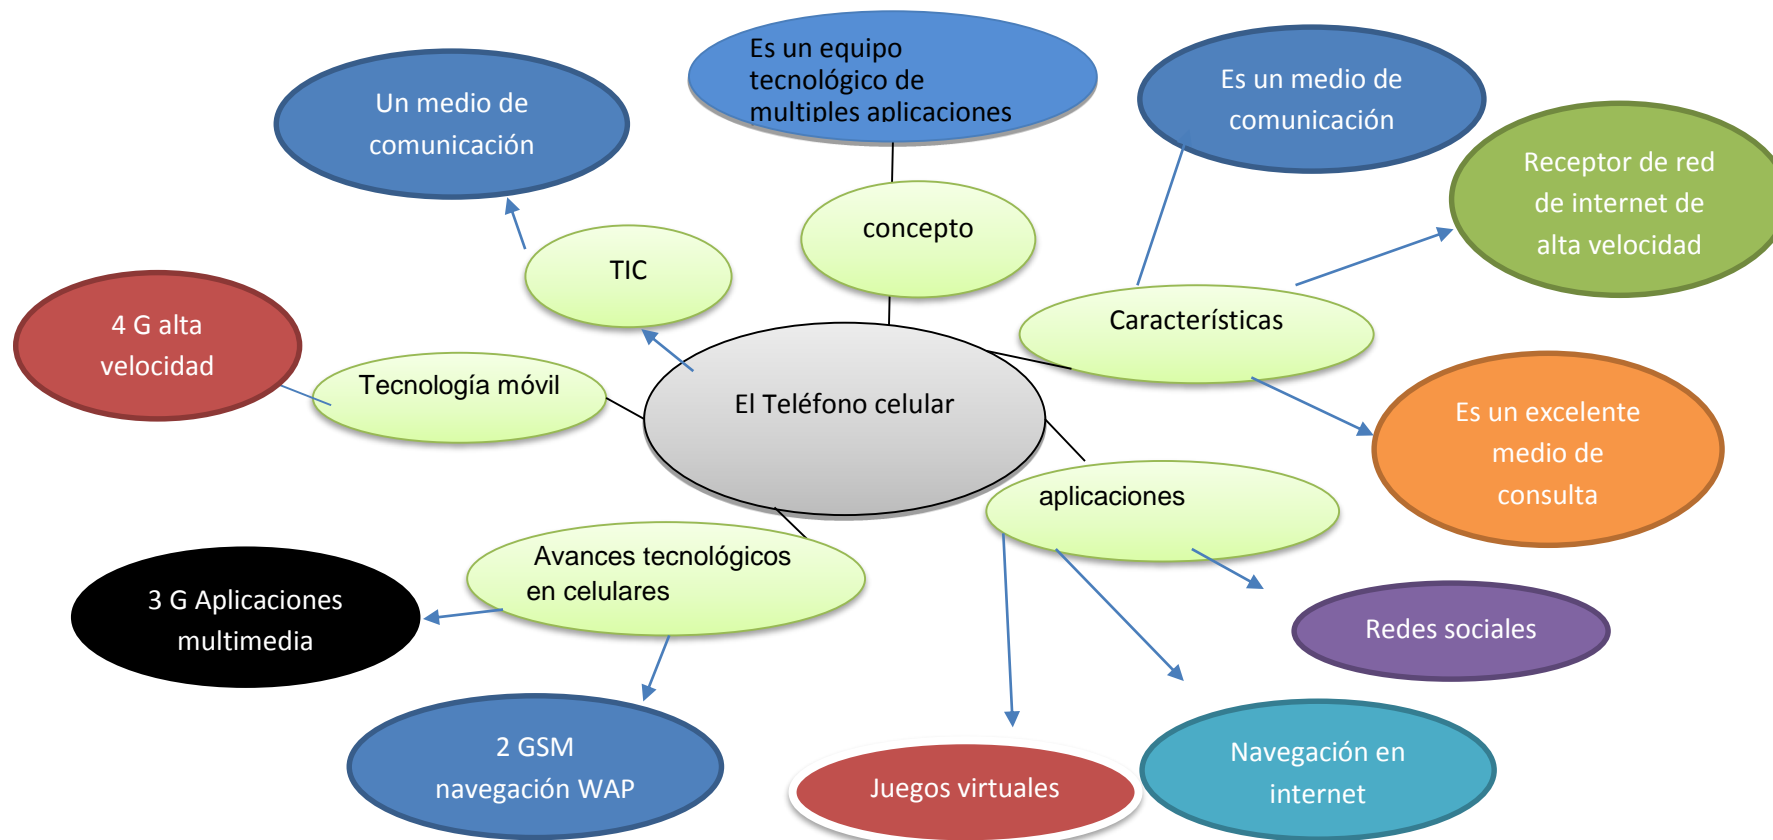 Es un equipo
tecnológico de
multiples aplicaciones
Un medio de
comunicación
Es un medio de
comunicación
Receptor de red
de internet de
alta velocidad
concepto
TIC
Características
4 G alta
velocidad
Tecnología móvil
El Teléfono celular
Es un excelente
medio de
consulta
aplicaciones
Avances tecnológicos
en celulares
3 G Aplicaciones
multimedia
Redes sociales
2 GSM
navegación WAP
Juegos virtuales
Navegación en
internet